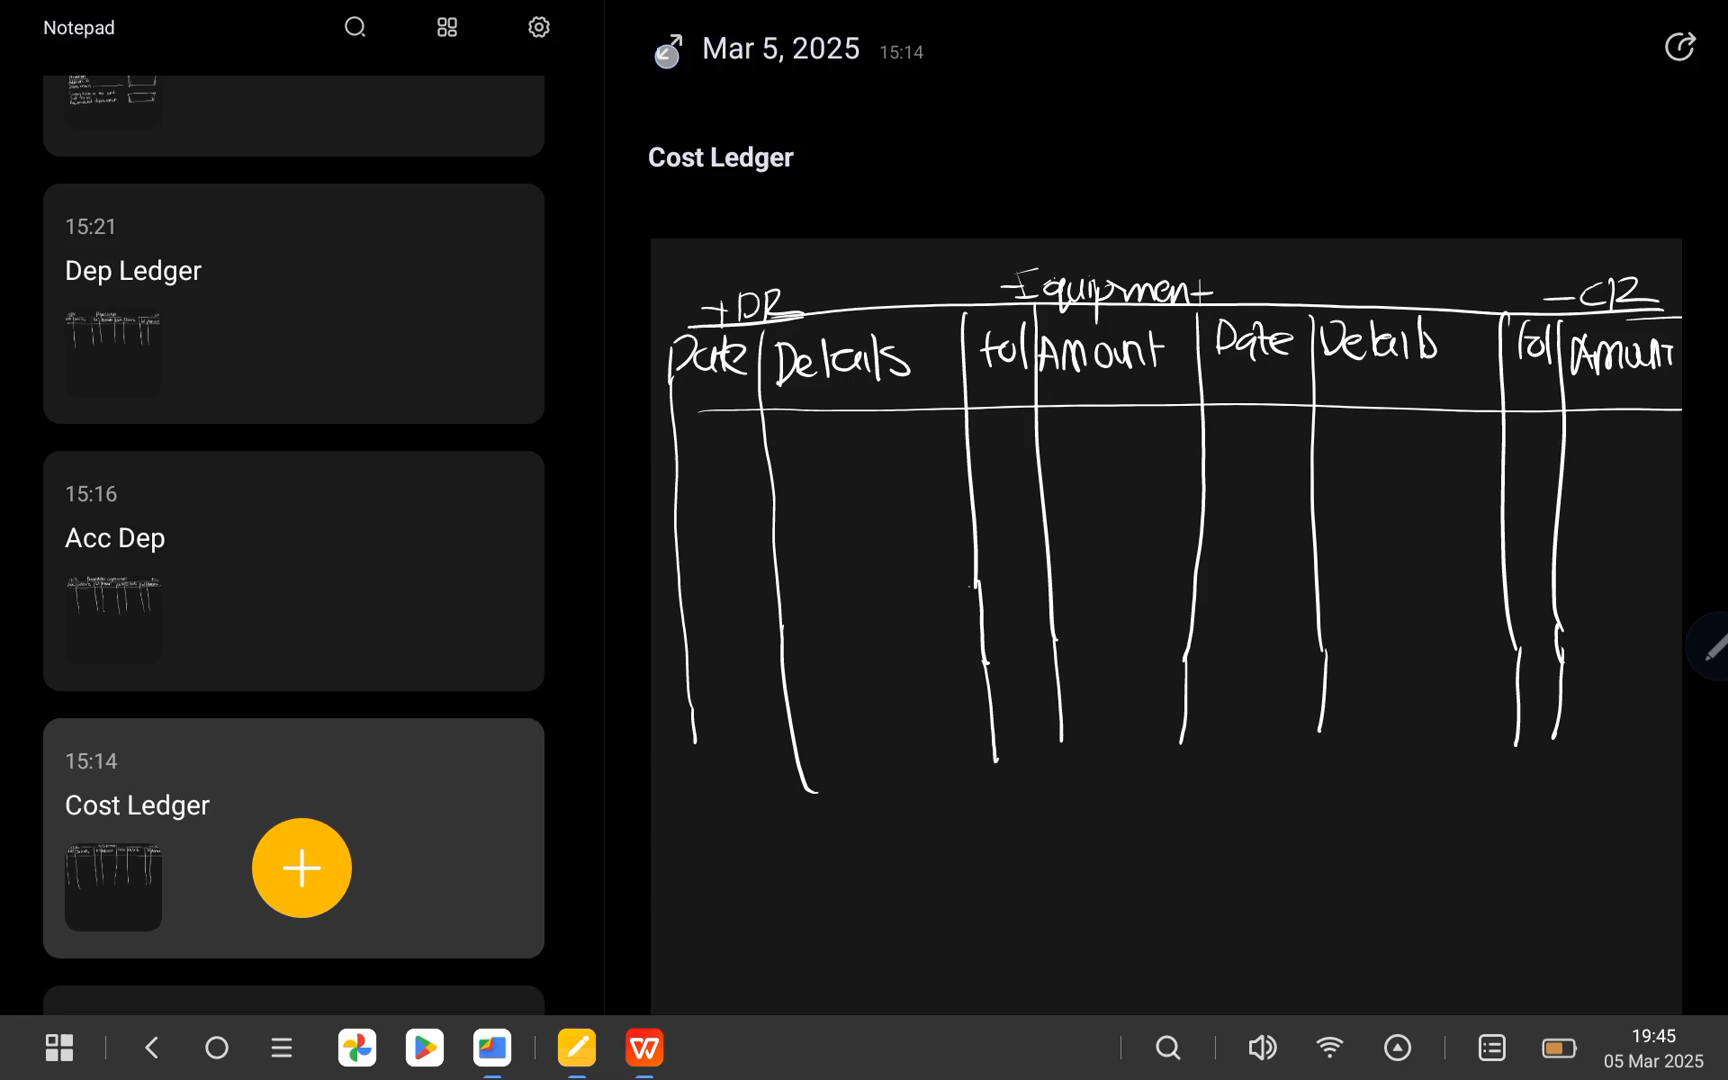 Notepad
15:21
Dep Ledger
15:16
Acc Dep
15:14
Cost Ledger
Mar 5, 2025 15:14
Cost Ledger
+DR Equipment -CR
Date Details fol Amount Date Details fol Amount
19:45
05 Mar 2025